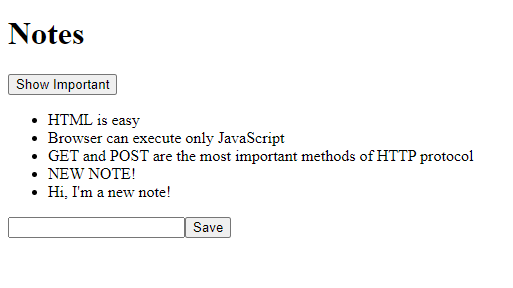 Notes
Show Important
HTML is easy
Browser can execute only JavaScript
GET and POST are the most important methods of HTTP protocol
NEW NOTE!
Hi, I'm a new note!
Save